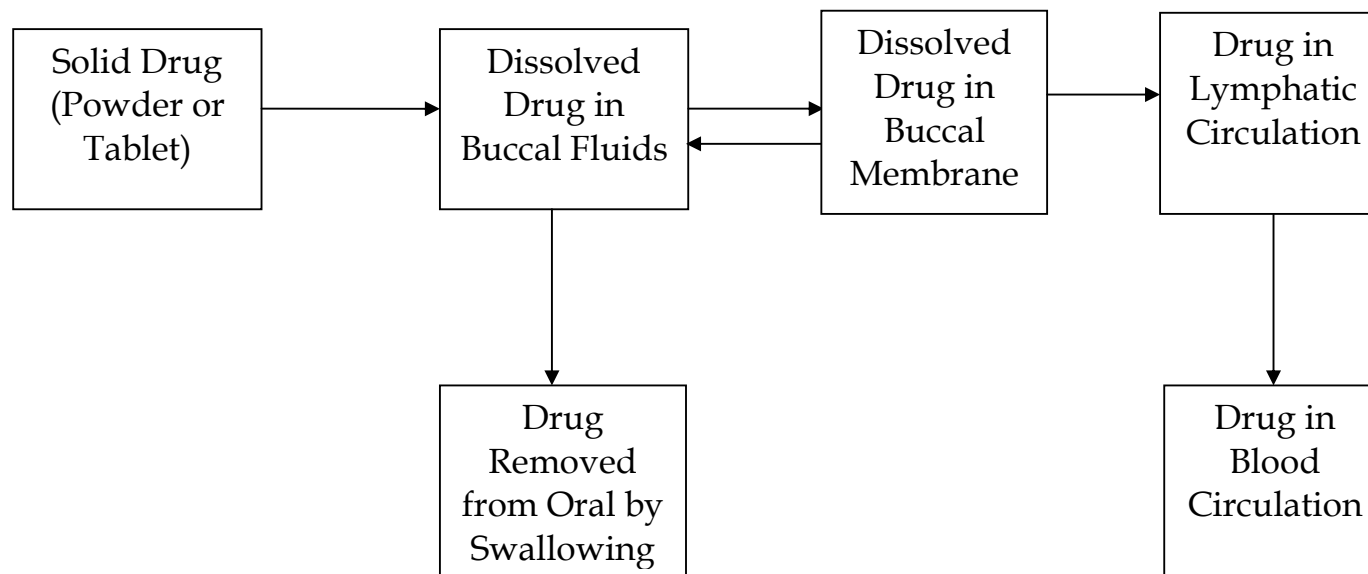 Solid Drug
(Powder or
Tablet)
Dissolved
Drug in
Buccal Fluids
Dissolved
Drug in
Buccal
Membrane
Drug in
Lymphatic
Circulation
Drug
Removed
from Oral by
Swallowing
Drug in
Blood
Circulation